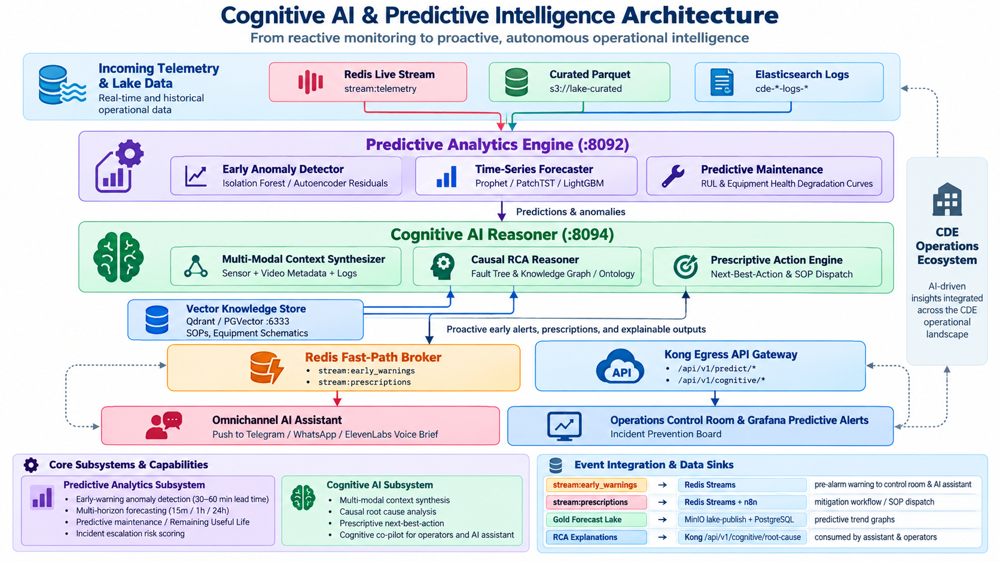 Cognitive AI & Predictive Intelligence Architecture
From reactive monitoring to proactive, autonomous operational intelligence
Incoming Telemetry
& Lake Data
Real-time and historical
operational data
Redis Live Stream
stream:telemetry
Curated Parquet
s3://lake-curated
Elasticsearch Logs
cde-*-logs-*
Predictive Analytics Engine (:8092)
Early Anomaly Detector
Isolation Forest / Autoencoder Residuals
Time-Series Forecaster
Prophet / PatchTST / LightGBM
Predictive Maintenance
RUL & Equipment Health Degradation Curves
Predictions & anomalies
Cognitive AI Reasoner (:8094)
Multi-Modal Context Synthesizer
Sensor + Video Metadata + Logs
Causal RCA Reasoner
Fault Tree & Knowledge Graph / Ontology
Prescriptive Action Engine
Next-Best-Action & SOP Dispatch
CDE
Operations
Ecosystem
AI-driven
insights integrated
across the CDE
operational
landscape
Vector Knowledge Store
Qdrant / PGVector :6333
SOPs, Equipment Schematics
Proactive early alerts, prescriptions, and explainable outputs
Redis Fast-Path Broker
• stream:early_warnings
• stream:prescriptions
API
Kong Egress API Gateway
• /api/v1/predict/*
• /api/v1/cognitive/*
Omnichannel AI Assistant
Push to Telegram / WhatsApp / ElevenLabs Voice Brief
Operations Control Room & Grafana Predictive Alerts
Incident Prevention Board
Core Subsystems & Capabilities
Predictive Analytics Subsystem
• Early-warning anomaly detection (30–60 min lead time)
• Multi-horizon forecasting (15m / 1h / 24h)
• Predictive maintenance / Remaining Useful Life
• Incident escalation risk scoring
Cognitive AI Subsystem
• Multi-modal context synthesis
• Causal root cause analysis
• Prescriptive next-best-action
• Cognitive co-pilot for operators and AI assistant
Event Integration & Data Sinks
stream:early_warnings → Redis Streams pre-alarm warning to control room & AI assistant
stream:prescriptions → Redis Streams + n8n mitigation workflow / SOP dispatch
Gold Forecast Lake → MinIO lake-publish + PostgreSQL predictive trend graphs
RCA Explanations → Kong /api/v1/cognitive/root-cause consumed by assistant & operators